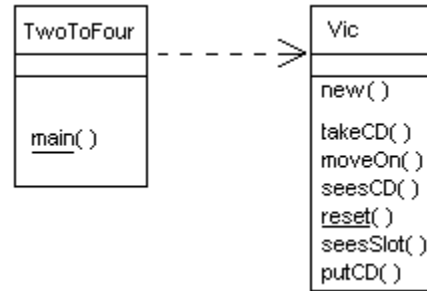 TwoToFour
main( )
Vic
new( )
takeCD( )
moveOn( )
seesCD( )
reset( )
seesSlot( )
putCD( )